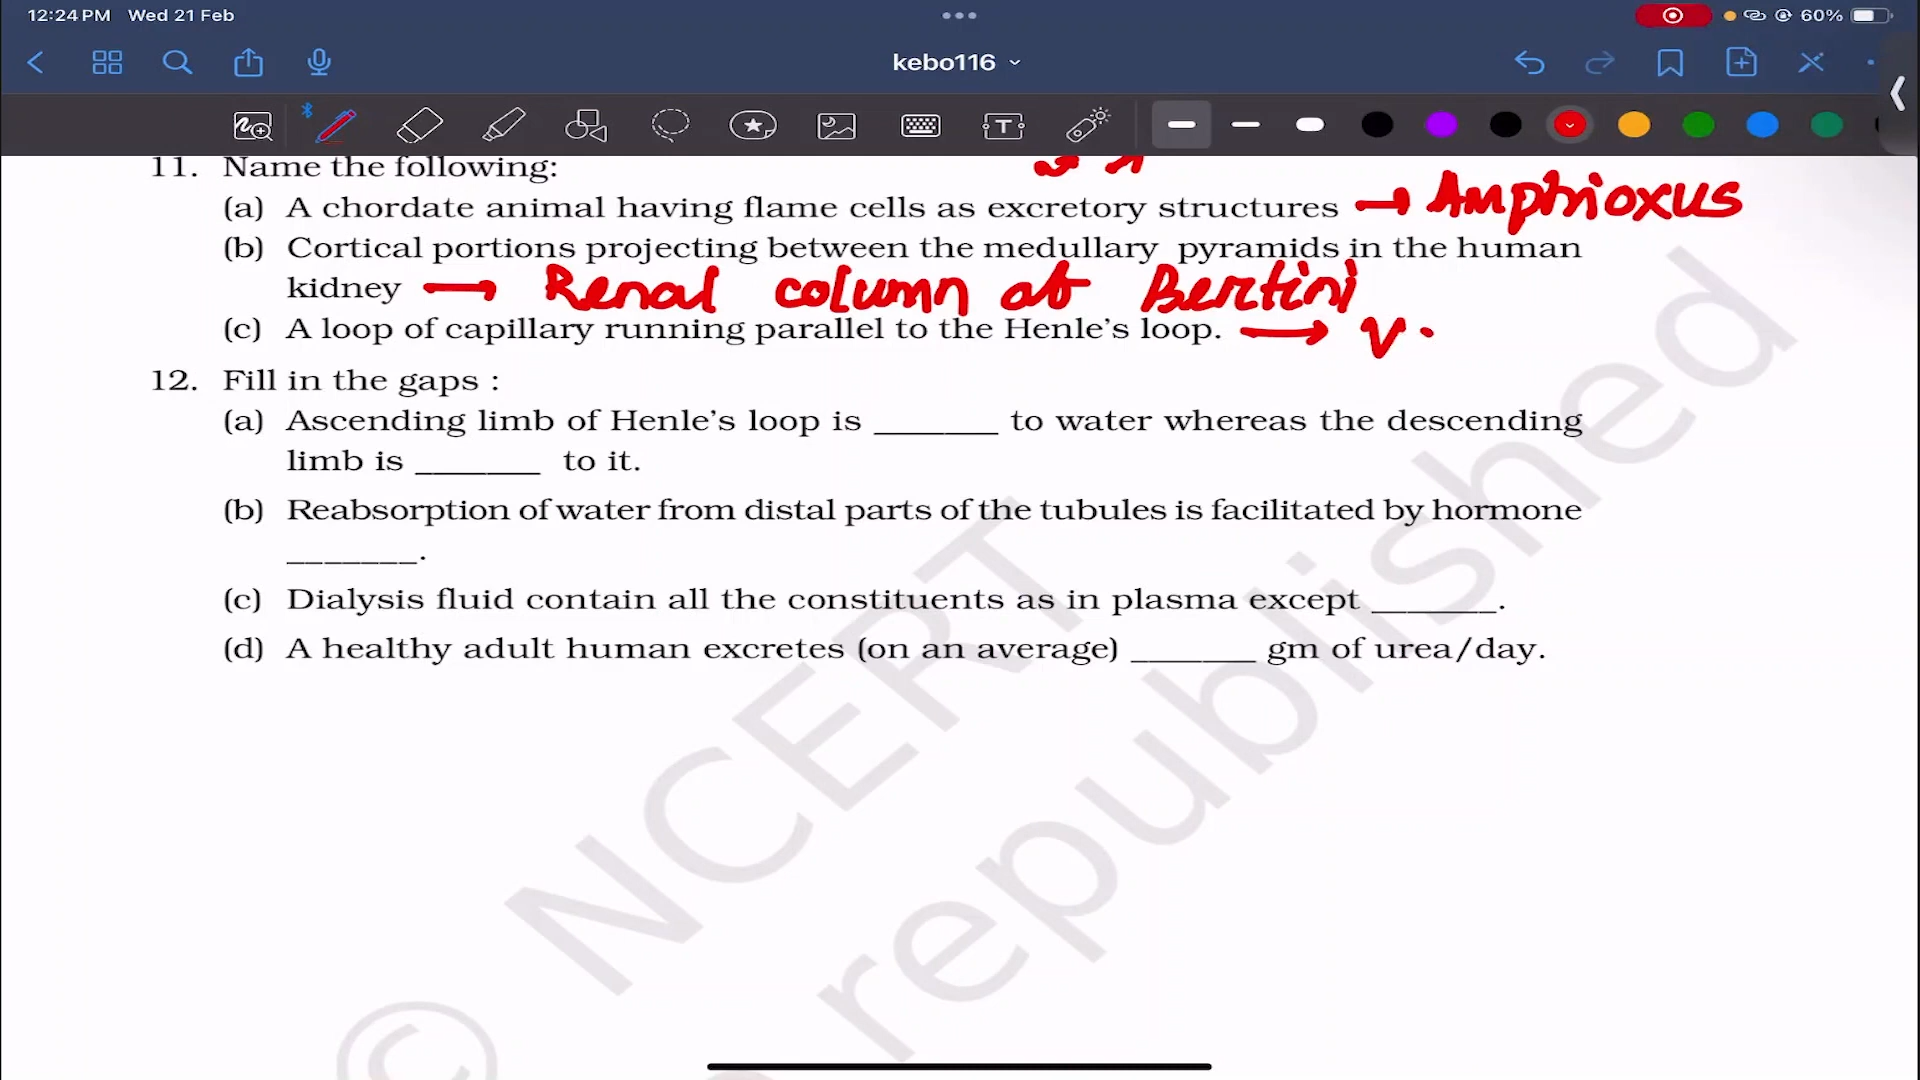 12:24 PM Wed 21 Feb
60%
kebo116
T
11. Name the following:
(a) A chordate animal having flame cells as excretory structures → Amphioxus
(b) Cortical portions projecting between the medullary pyramids in the human
kidney → Renal column of Bertini
(c) A loop of capillary running parallel to the Henle's loop. → V.
12. Fill in the gaps :
(a) Ascending limb of Henle's loop is _______ to water whereas the descending
limb is _______ to it.
(b) Reabsorption of water from distal parts of the tubules is facilitated by hormone
_______.
(c) Dialysis fluid contain all the constituents as in plasma except _______.
(d) A healthy adult human excretes (on an average) _______ gm of urea/day.
© NCERT
republished